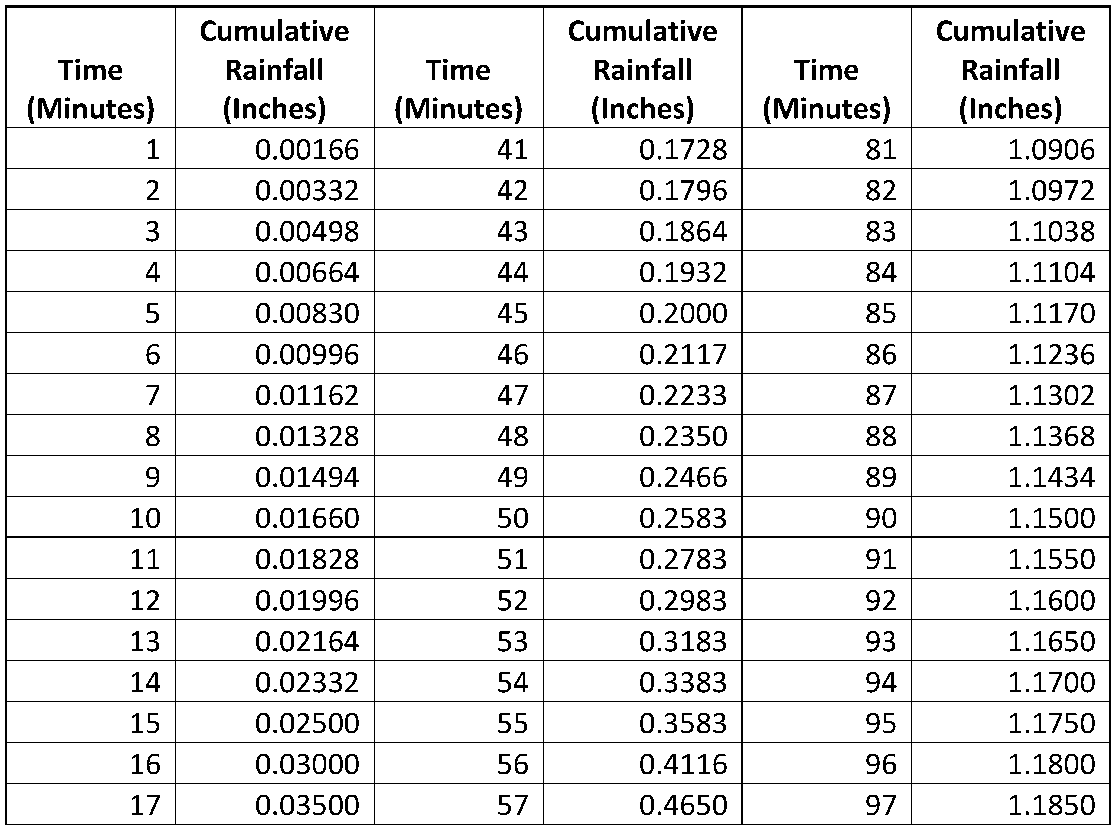 Time (Minutes) Cumulative Rainfall (Inches) Time (Minutes) Cumulative Rainfall (Inches) Time (Minutes) Cumulative Rainfall (Inches)
1 0.00166 41 0.1728 81 1.0906
2 0.00332 42 0.1796 82 1.0972
3 0.00498 43 0.1864 83 1.1038
4 0.00664 44 0.1932 84 1.1104
5 0.00830 45 0.2000 85 1.1170
6 0.00996 46 0.2117 86 1.1236
7 0.01162 47 0.2233 87 1.1302
8 0.01328 48 0.2350 88 1.1368
9 0.01494 49 0.2466 89 1.1434
10 0.01660 50 0.2583 90 1.1500
11 0.01828 51 0.2783 91 1.1550
12 0.01996 52 0.2983 92 1.1600
13 0.02164 53 0.3183 93 1.1650
14 0.02332 54 0.3383 94 1.1700
15 0.02500 55 0.3583 95 1.1750
16 0.03000 56 0.4116 96 1.1800
17 0.03500 57 0.4650 97 1.1850